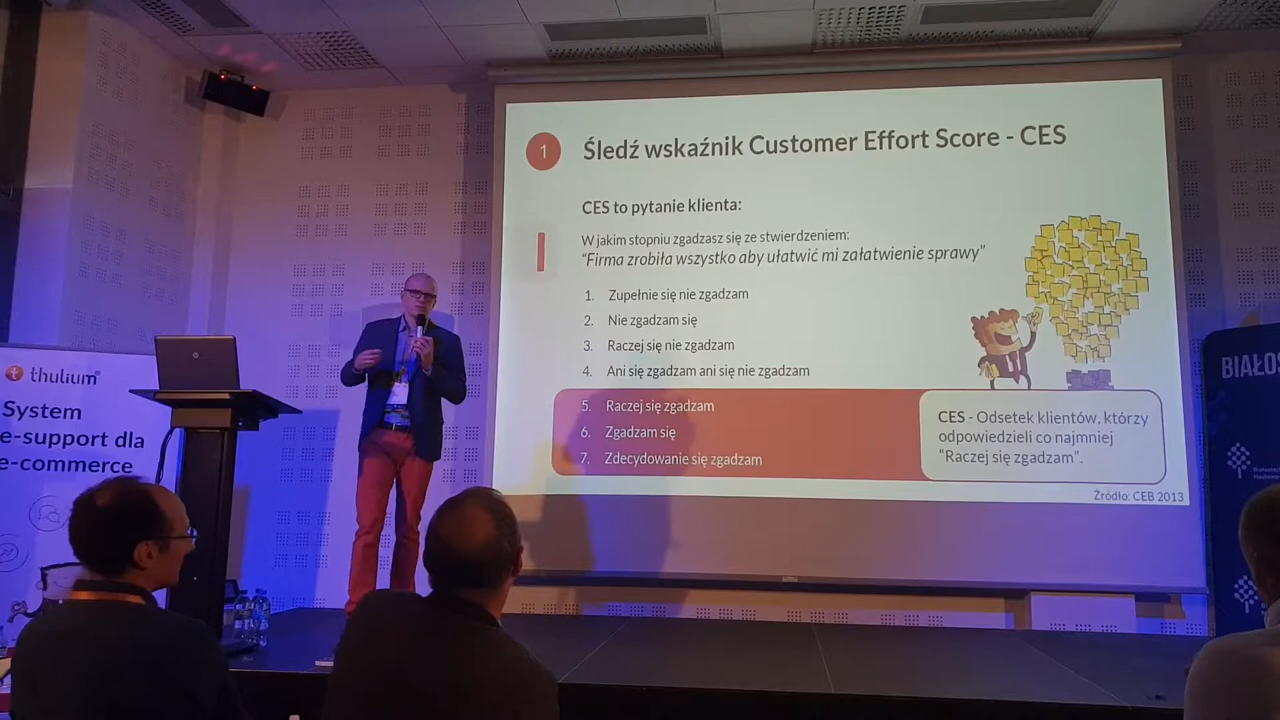 1
Śledź wskaźnik Customer Effort Score - CES
CES to pytanie klienta:
W jakim stopniu zgadzasz się ze stwierdzeniem:
“Firma zrobiła wszystko aby ułatwić mi załatwienie sprawy”
1. Zupełnie się nie zgadzam
2. Nie zgadzam się
3. Raczej się nie zgadzam
4. Ani się zgadzam ani się nie zgadzam
5. Raczej się zgadzam
6. Zgadzam się
7. Zdecydowanie się zgadzam
CES - Odsetek klientów, którzy
odpowiedzieli co najmniej
"Raczej się zgadzam".
Źródło: CEB 2013
thulium
System
e-support dla
e-commerce
hp
BIAŁOS